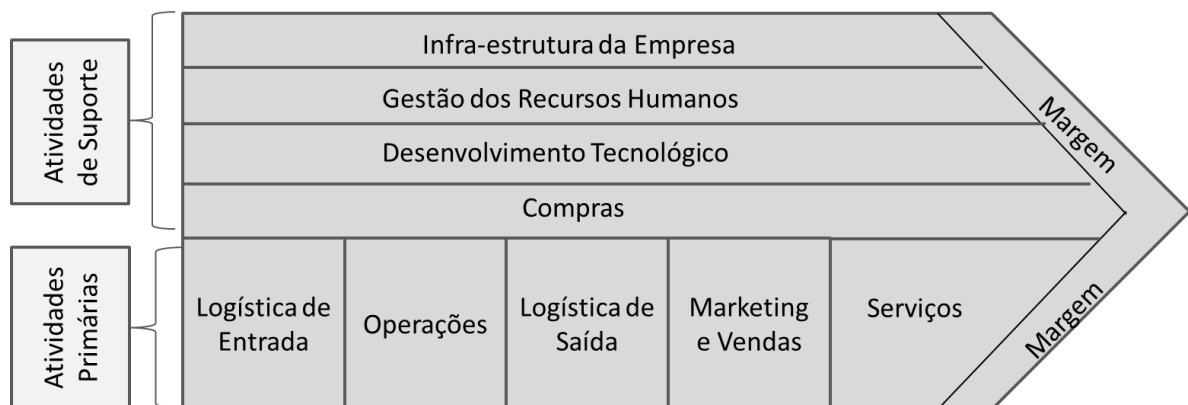 Atividades
de Suporte
Infra-estrutura da Empresa
Gestão dos Recursos Humanos
Desenvolvimento Tecnológico
Compras
Margem
Atividades
Primárias
Logística de
Entrada
Operações
Logística de
Saída
Marketing
e Vendas
Serviços
Margem